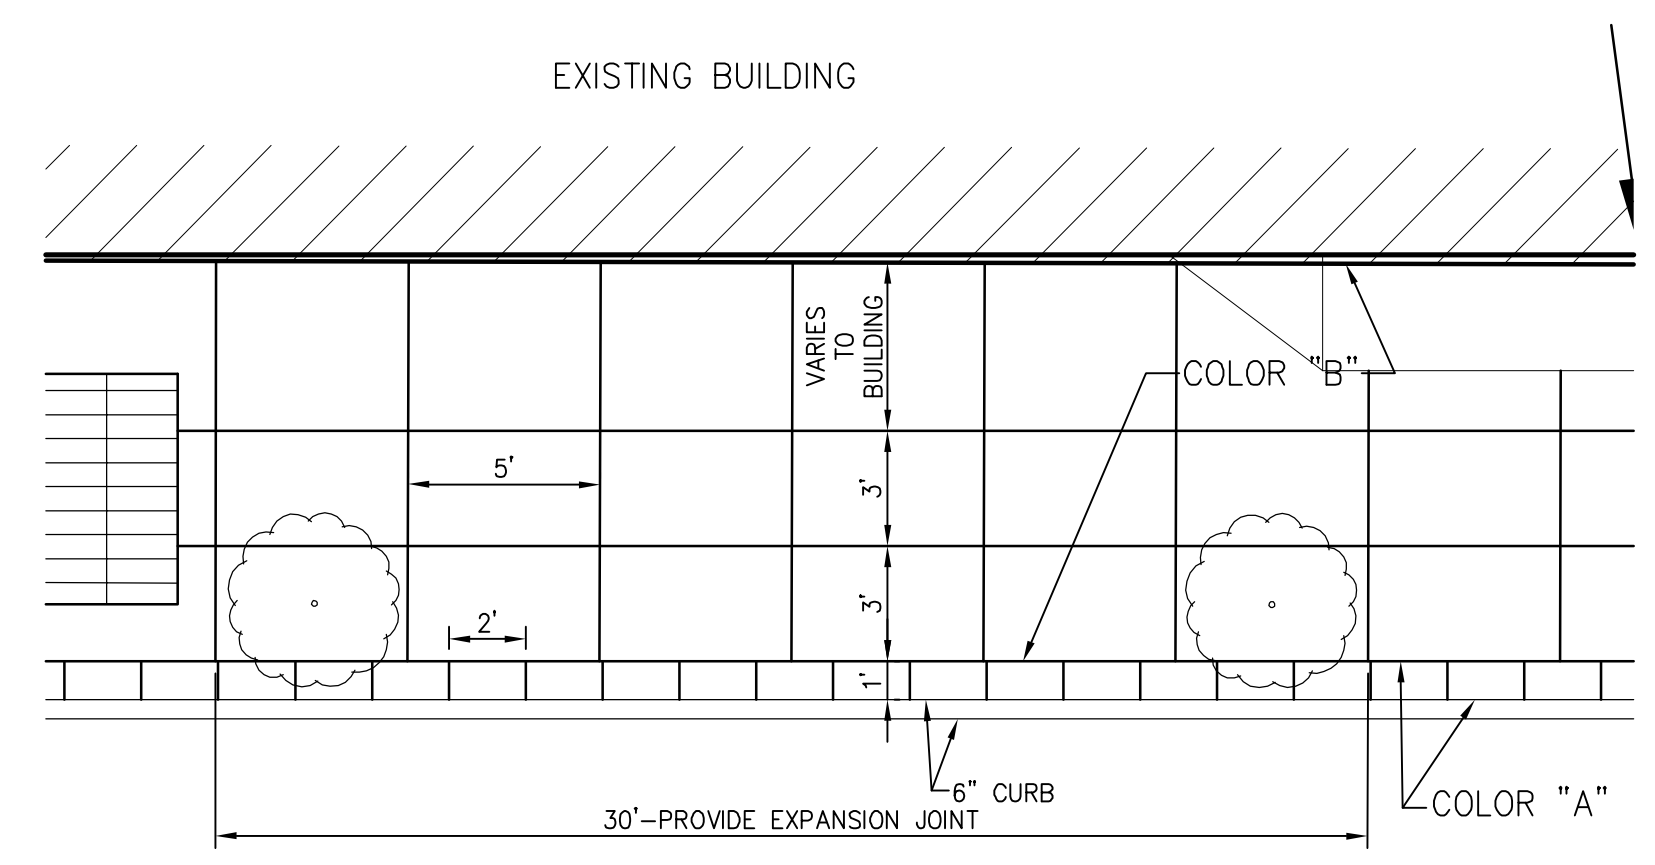 EXISTING BUILDING
VARIES
TO
BUILDING
COLOR "B"
5'
3'
3'
2'
1'
6" CURB
COLOR "A"
30'-PROVIDE EXPANSION JOINT